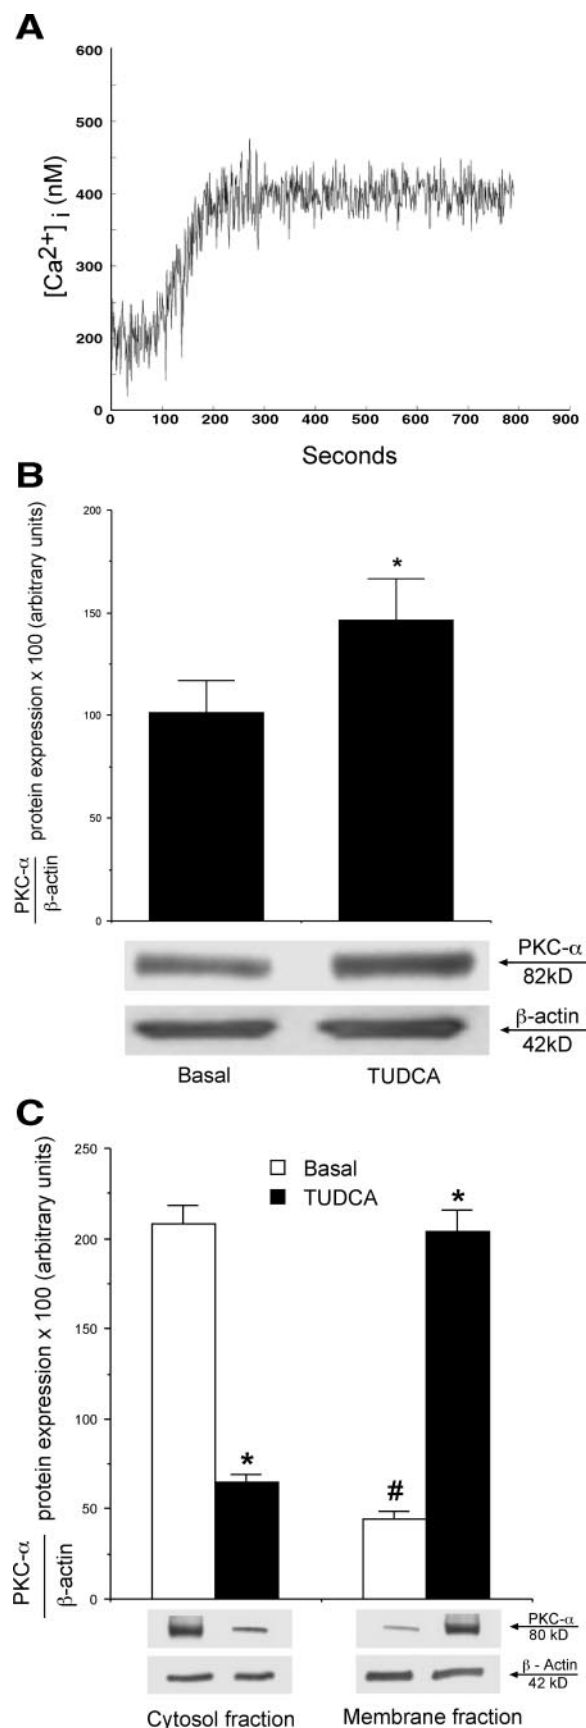 A
600
500
400
300
200
0
[Ca2+] i (nM)
0 100 200 300 400 500 600 700 800 900
Seconds
B
PKC-α
β-actin
protein expression x 100 (arbitrary units)
200
150
100
50
0
*
PKC-α
82kD
β-actin
42kD
Basal TUDCA
C
PKC-α
β-actin
protein expression x 100 (arbitrary units)
250
200
150
100
50
0
Basal
TUDCA
*
#
*
PKC-α
80 kD
β - Actin
42 kD
Cytosol fraction Membrane fraction